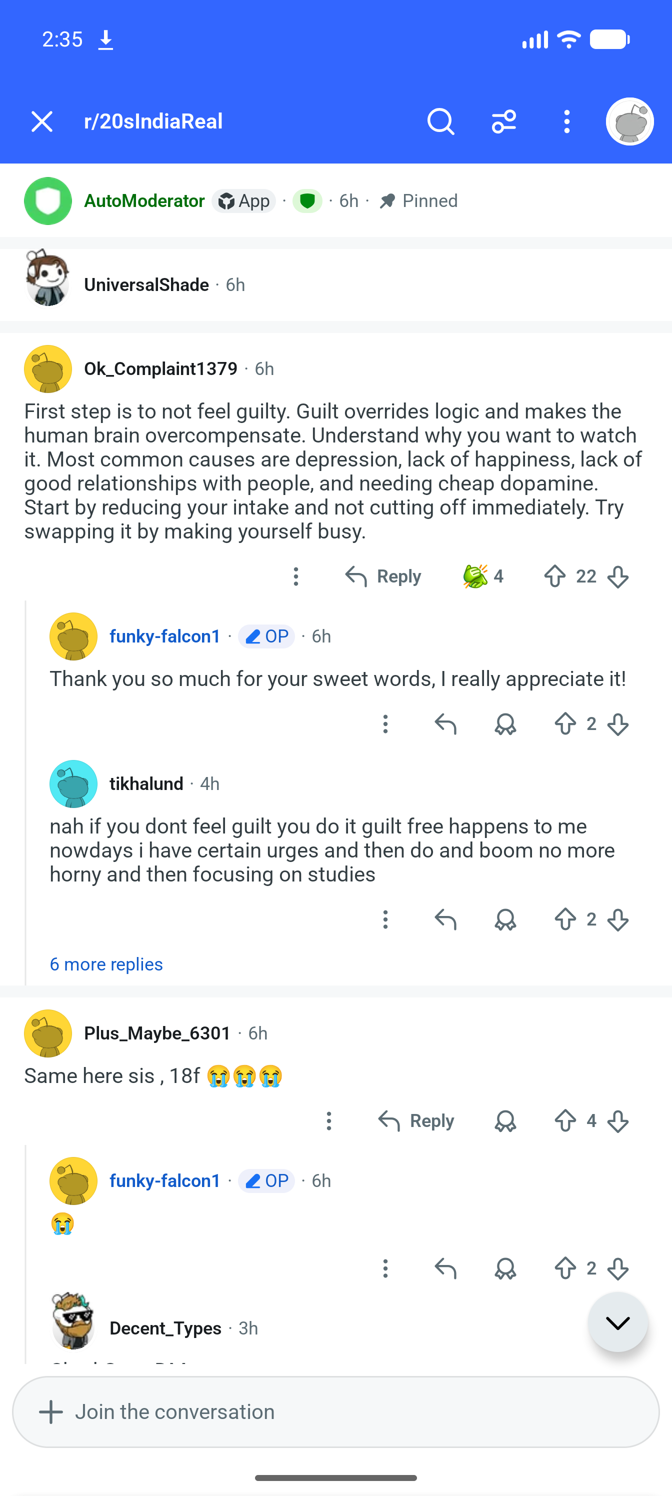 2:35
r/20sIndiaReal
AutoModerator App · · 6h · Pinned
UniversalShade · 6h
Ok_Complaint1379 · 6h
First step is to not feel guilty. Guilt overrides logic and makes the
human brain overcompensate. Understand why you want to watch
it. Most common causes are depression, lack of happiness, lack of
good relationships with people, and needing cheap dopamine.
Start by reducing your intake and not cutting off immediately. Try
swapping it by making yourself busy.
Reply 4 22
funky-falcon1 · OP · 6h
Thank you so much for your sweet words, I really appreciate it!
2
tikhalund · 4h
nah if you dont feel guilt you do it guilt free happens to me
nowdays i have certain urges and then do and boom no more
horny and then focusing on studies
2
6 more replies
Plus_Maybe_6301 · 6h
Same here sis , 18f 😭😭😭
Reply 4
funky-falcon1 · OP · 6h
😭
2
Decent_Types · 3h
Join the conversation